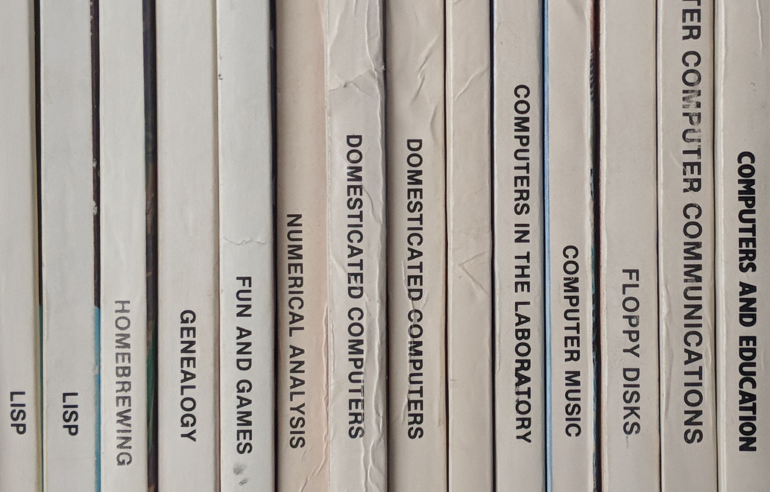 LISP
LISP
HOMEBREWING
GENEALOGY
FUN AND GAMES
NUMERICAL ANALYSIS
DOMESTICATED COMPUTERS
DOMESTICATED COMPUTERS
COMPUTERS IN THE LABORATORY
COMPUTER MUSIC
FLOPPY DISKS
TER COMPUTER COMMUNICATIONS
COMPUTERS AND EDUCATION